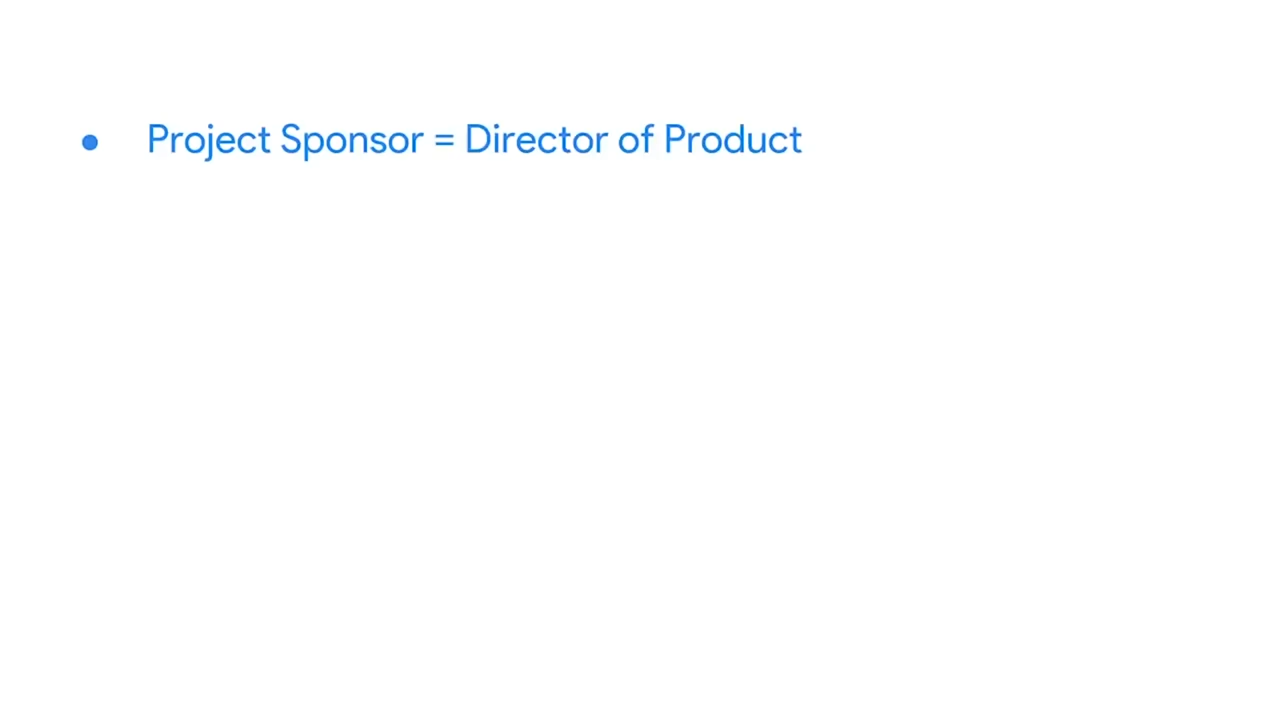 ● Project Sponsor = Director of Product